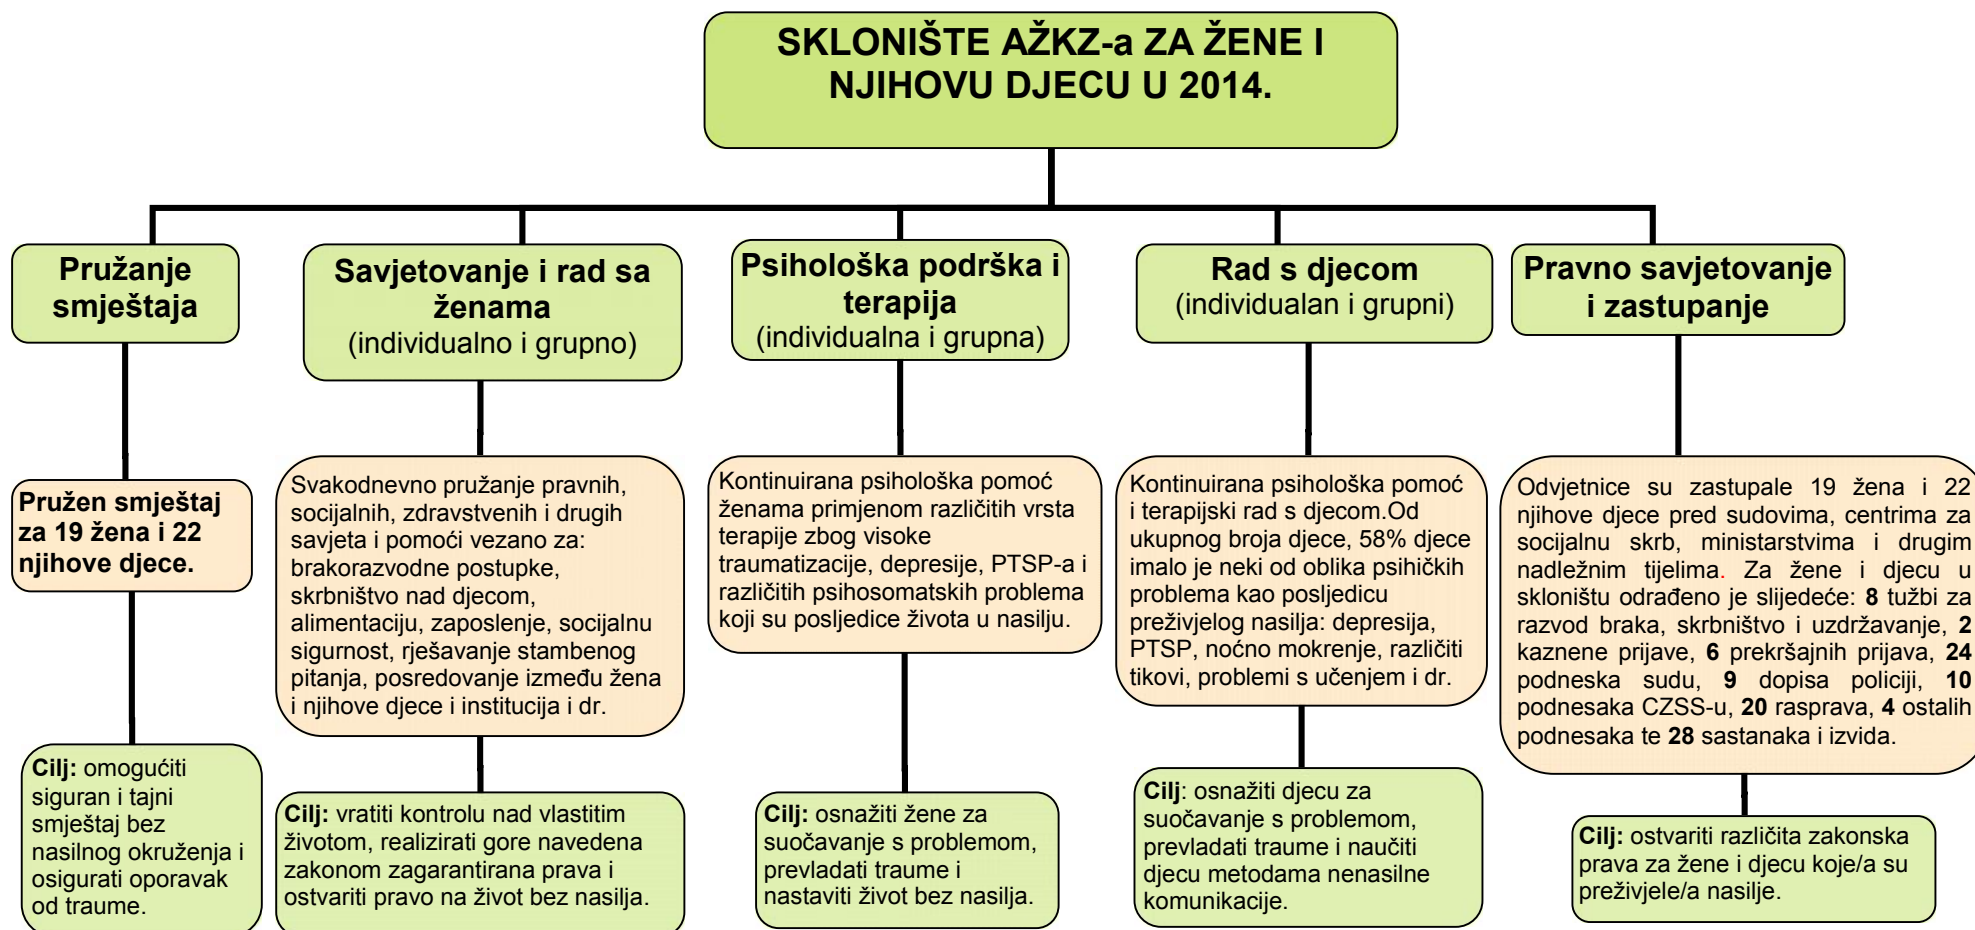 SKLONIŠTE AŽKZ-a ZA ŽENE I
NJIHOVU DJECU U 2014.
Pružanje
smještaja
Savjetovanje i rad sa
ženama
(individualno i grupno)
Psihološka podrška i
terapija
(individualna i grupna)
Rad s djecom
(individualan i grupni)
Pravno savjetovanje
i zastupanje
Pružen smještaj
za 19 žena i 22
njihove djece.
Svakodnevno pružanje pravnih,
socijalnih, zdravstvenih i drugih
savjeta i pomoći vezano za:
brakorazvodne postupke,
skrbništvo nad djecom,
alimentaciju, zaposlenje, socijalnu
sigurnost, rješavanje stambenog
pitanja, posredovanje između žena
i njihove djece i institucija i dr.
Kontinuirana psihološka pomoć
ženama primjenom različitih vrsta
terapije zbog visoke
traumatizacije, depresije, PTSP-a i
različitih psihosomatskih problema
koji su posljedice života u nasilju.
Kontinuirana psihološka pomoć
i terapijski rad s djecom.Od
ukupnog broja djece, 58% djece
imalo je neki od oblika psihičkih
problema kao posljedicu
preživjelog nasilja: depresija,
PTSP, noćno mokrenje, različiti
tikovi, problemi s učenjem i dr.
Odvjetnice su zastupale 19 žena i 22
njihove djece pred sudovima, centrima za
socijalnu skrb, ministarstvima i drugim
nadležnim tijelima. Za žene i djecu u
skloništu odrađeno je slijedeće: 8 tužbi za
razvod braka, skrbništvo i uzdržavanje, 2
kaznene prijave, 6 prekršajnih prijava, 24
podneska sudu, 9 dopisa policiji, 10
podnesaka CZSS-u, 20 rasprava, 4 ostalih
podnesaka te 28 sastanaka i izvida.
Cilj: omogućiti
siguran i tajni
smještaj bez
nasilnog okruženja i
osigurati oporavak
od traume.
Cilj: vratiti kontrolu nad vlastitim
životom, realizirati gore navedena
zakonom zagarantirana prava i
ostvariti pravo na život bez nasilja.
Cilj: osnažiti žene za
suočavanje s problemom,
prevladati traume i
nastaviti život bez nasilja.
Cilj: osnažiti djecu za
suočavanje s problemom,
prevladati traume i naučiti
djecu metodama nenasilne
komunikacije.
Cilj: ostvariti različita zakonska
prava za žene i djecu koje/a su
preživjele/a nasilje.